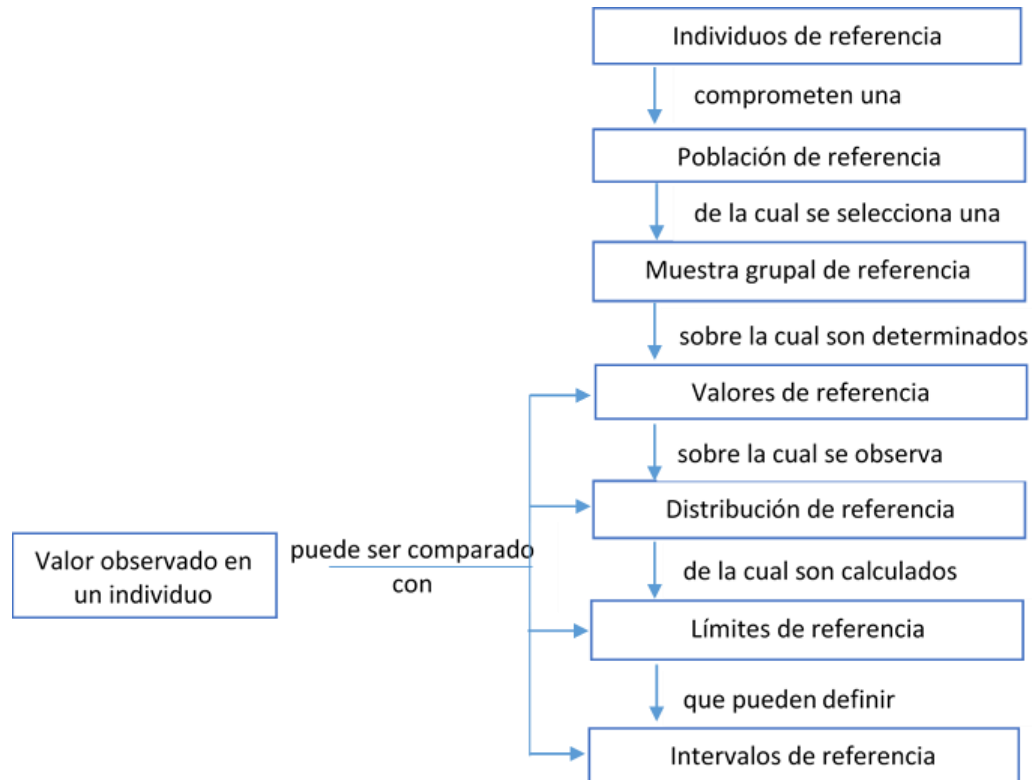 Individuos de referencia
comprometen una
Población de referencia
de la cual se selecciona una
Muestra grupal de referencia
sobre la cual son determinados
Valores de referencia
sobre la cual se observa
Distribución de referencia
de la cual son calculados
Límites de referencia
que pueden definir
Intervalos de referencia
Valor observado en
un individuo
puede ser comparado
con